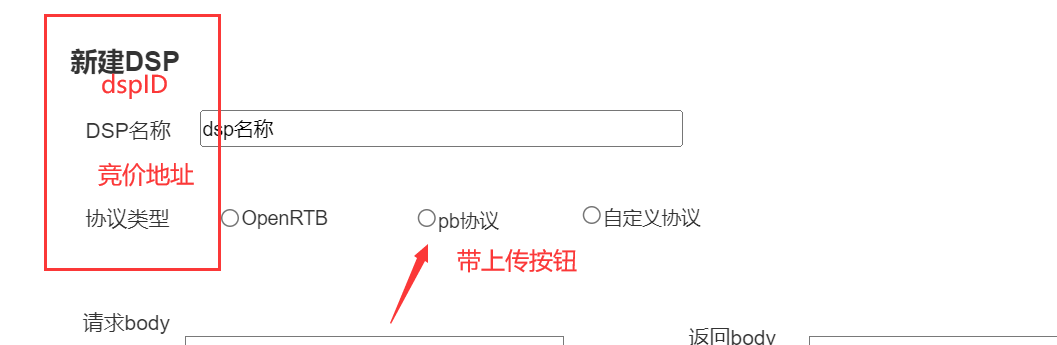 新建DSP
dspID
DSP名称
dsp名称
竞价地址
协议类型
OpenRTB
pb协议
自定义协议
带上传按钮
请求body
返回body